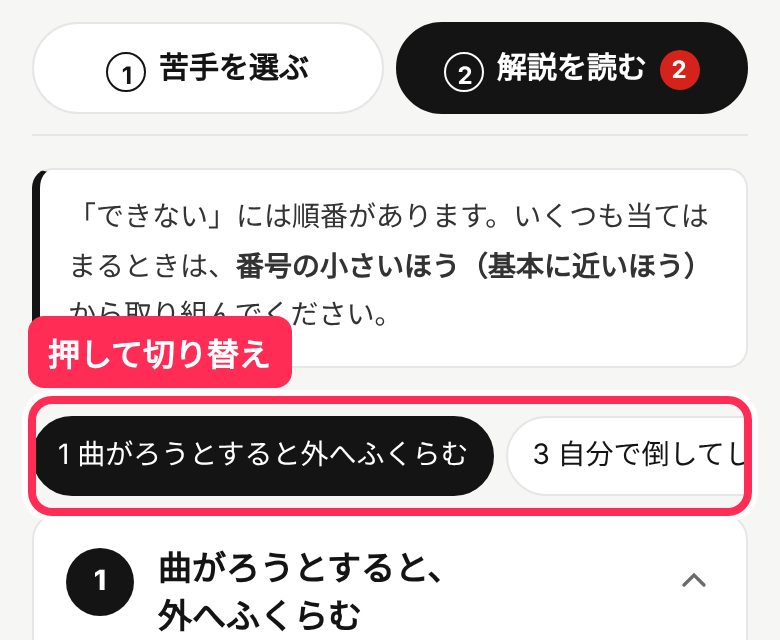 1 苦手を選ぶ
2 解説を読む 2
「できない」には順番があります。いくつも当ては
まるときは、番号の小さいほう（基本に近いほう）
から取り組んでください。
押して切り替え
1 曲がろうとすると外へふくらむ
3 自分で倒してし
1 曲がろうとすると、
外へふくらむ